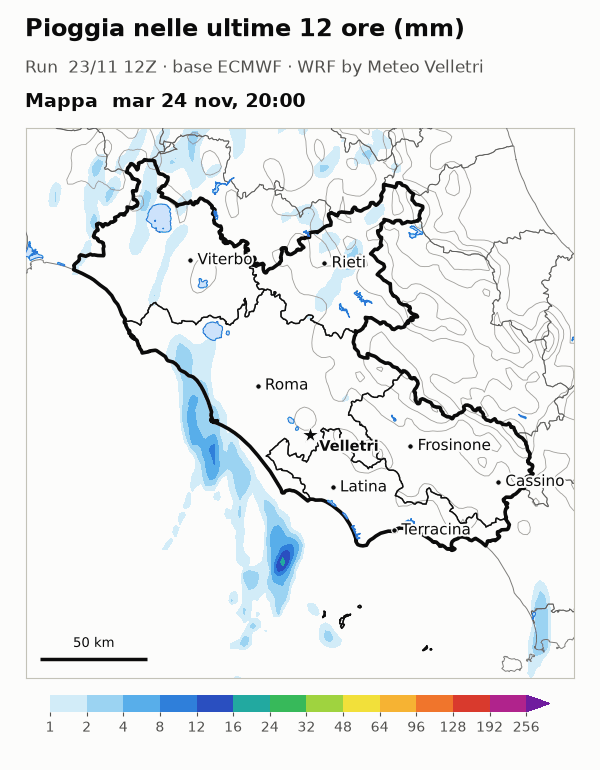 Pioggia nelle ultime 12 ore (mm)
Run  23/11 12Z · base ECMWF · WRF by Meteo Velletri
Mappa  mar 24 nov, 20:00
Viterbo
Rieti
Roma
Velletri
Frosinone
Latina
Cassino
Terracina
50 km
1 2 4 8 12 16 24 32 48 64 96 128 192 256